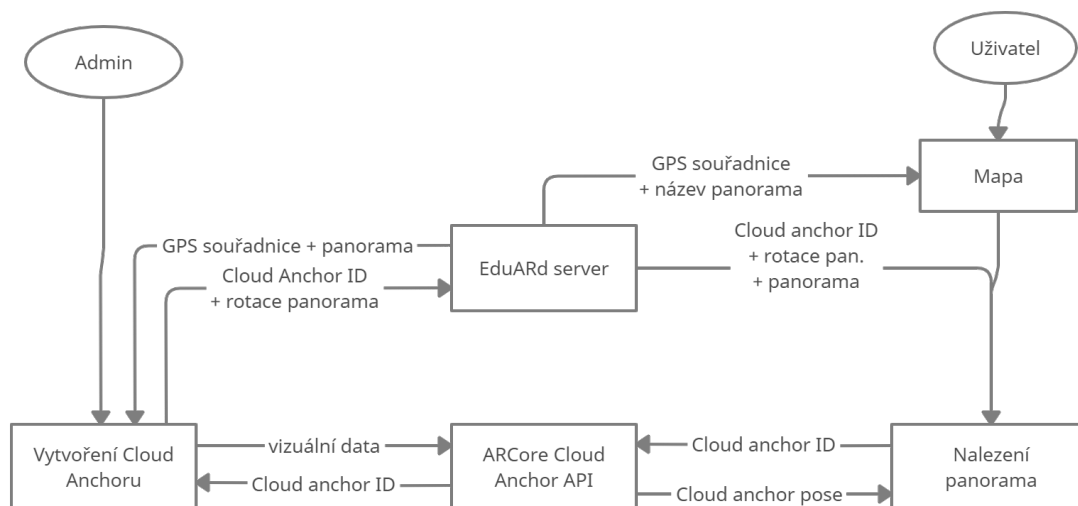 Admin
Uživatel
GPS souřadnice
+ název panorama
Mapa
GPS souřadnice + panorama
Cloud Anchor ID
+ rotace panorama
EduARd server
Cloud anchor ID
+ rotace pan.
+ panorama
Vytvoření Cloud
Anchoru
vizuální data
Cloud anchor ID
ARCore Cloud
Anchor API
Cloud anchor ID
Cloud anchor pose
Nalezení
panorama